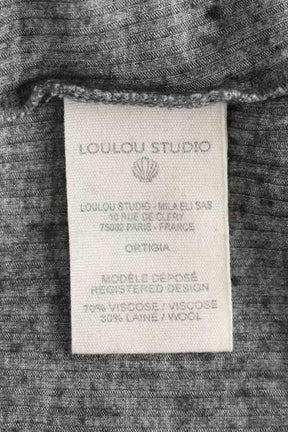 LOULOU STUDIO
LOULOU STUDIO - MILA ELI SAS
10 RUE DE CLERY
75002 PARIS - FRANCE
ORTIGIA
MODÈLE DÉPOSÉ
REGISTERED DESIGN
70% VISCOSE / VISCOSE
30% LAINE / WOOL